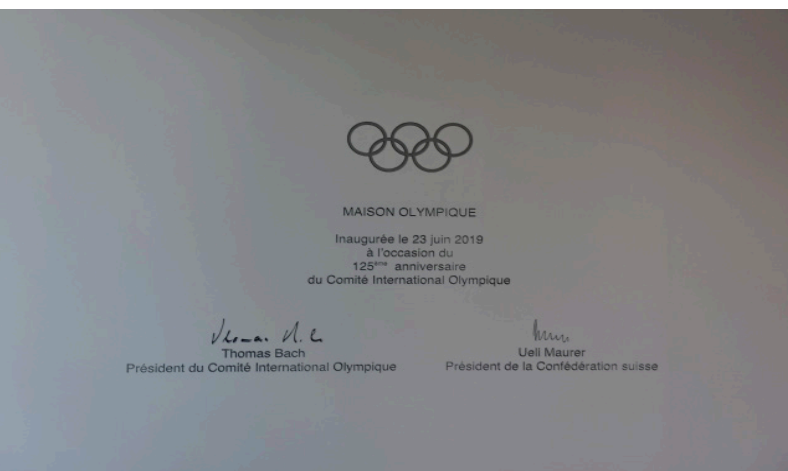 MAISON OLYMPIQUE
Inaugurée le 23 juin 2019
à l'occasion du
125ème anniversaire
du Comité International Olympique
Thomas Bach
Président du Comité International Olympique
Ueli Maurer
Président de la Confédération suisse